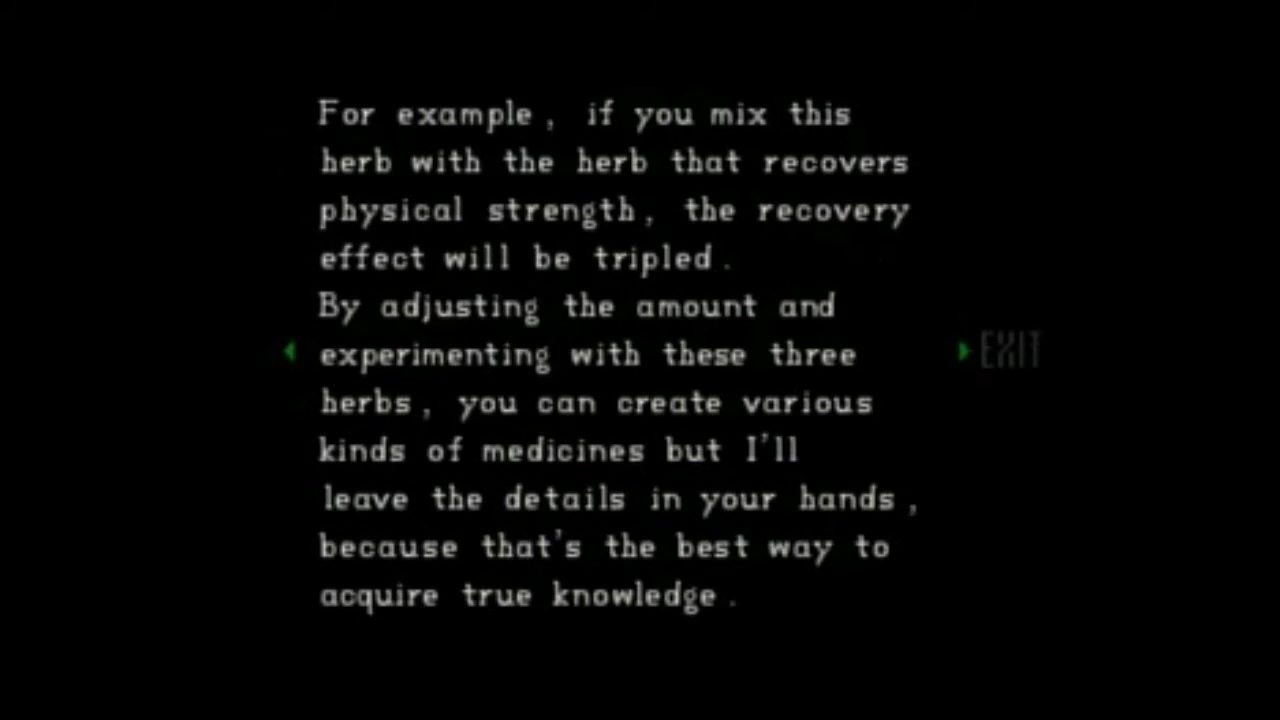 For example, if you mix this
herb with the herb that recovers
physical strength, the recovery
effect will be tripled.
By adjusting the amount and
experimenting with these three
herbs, you can create various
kinds of medicines but I'll
leave the details in your hands,
because that's the best way to
acquire true knowledge.
EXIT